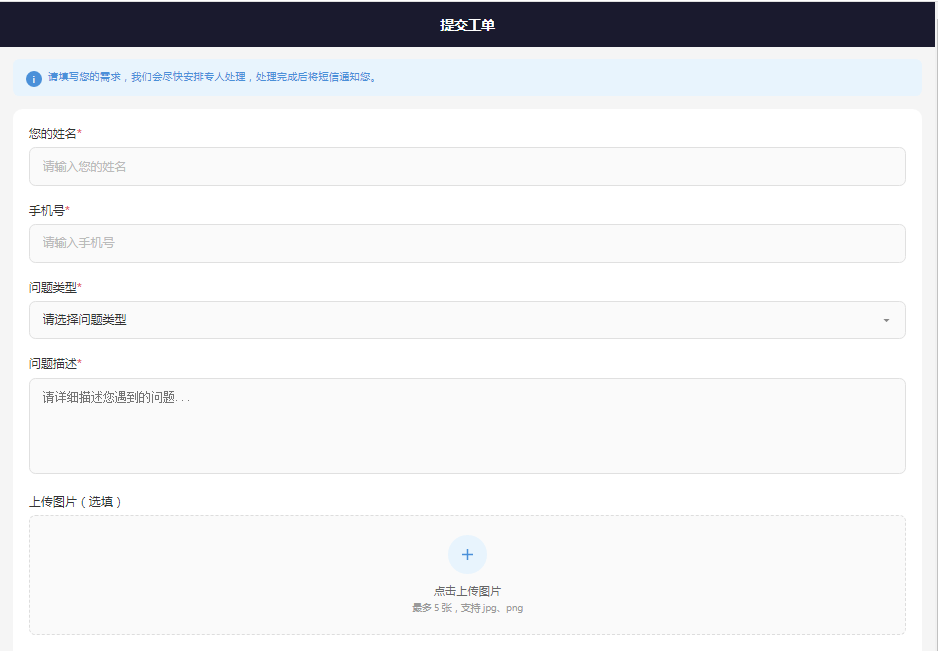 提交工单
请填写您的需求，我们会尽快安排专人处理，处理完成后将短信通知您。
您的姓名*
请输入您的姓名
手机号*
请输入手机号
问题类型*
请选择问题类型
问题描述*
请详细描述您遇到的问题...
上传图片（选填）
点击上传图片
最多 5 张，支持 jpg、png